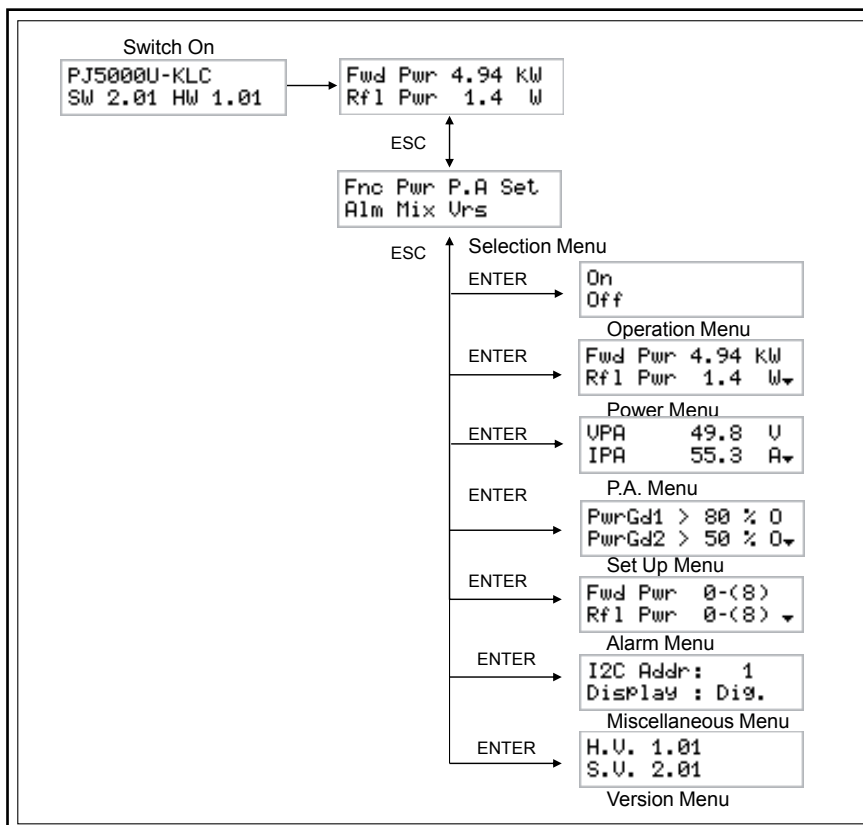 Switch On
PJ5000U-KLC
SW 2.01 HW 1.01
Fwd Pwr 4.94 kW
Rfl Pwr 1.4 W
ESC
Fnc Pwr P.A Set
Alm Mix Vrs
ESC
Selection Menu
ENTER
On
Off
Operation Menu
ENTER
Fwd Pwr 4.94 kW
Rfl Pwr 1.4 W▾
Power Menu
ENTER
VPA 49.8 V
IPA 55.3 A▾
P.A. Menu
ENTER
PwrGd1 > 80 % O
PwrGd2 > 50 % O▾
Set Up Menu
ENTER
Fwd Pwr 0-(8)
Rfl Pwr 0-(8) ▾
Alarm Menu
ENTER
I2C Addr: 1
Display : Dig.
Miscellaneous Menu
ENTER
H.V. 1.01
S.V. 2.01
Version Menu